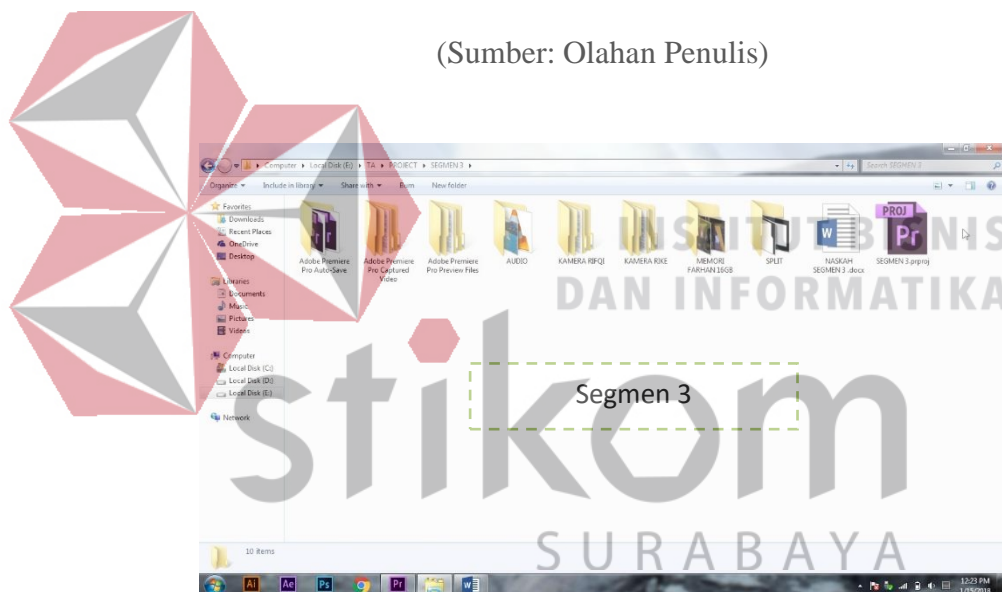 (Sumber: Olahan Penulis)
Computer Local Disk (E:) TA PROJECT SEGMEN 3
Search SEGMEN 3
Organize Include in library Share with Burn New folder
Favorites
Downloads
Recent Places
OneDrive
Desktop
Libraries
Documents
Music
Pictures
Videos
Computer
Local Disk (C:)
Local Disk (D:)
Local Disk (E:)
Network
Adobe Premiere
Pro Auto-Save
Adobe Premiere
Pro Captured
Video
Adobe Premiere
Pro Preview Files
AUDIO
KAMERA RIFQI
KAMERA RIKE
MEMORI
FARHAN 16GB
SPLIT
NASKAH
SEGMEN 3 .docx
PROJ
Pr
SEGMEN 3.prproj
INSTITUT BISNIS
DAN INFORMATIKA
stikom
SURABAYA
Segmen 3
10 items
Ai Ae Ps Pr W
12:23 PM
1/15/2018